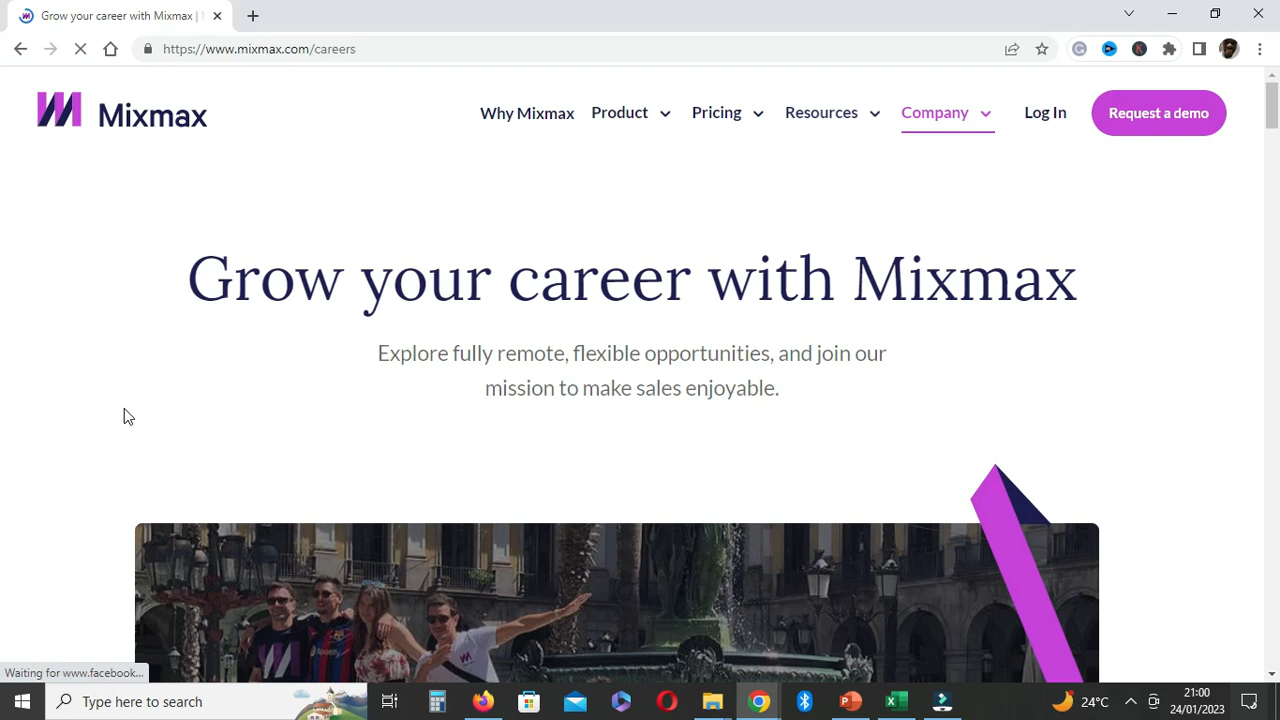 Grow your career with Mixmax |
https://www.mixmax.com/careers
Mixmax
Why Mixmax
Product
Pricing
Resources
Company
Log In
Request a demo
Grow your career with Mixmax
Explore fully remote, flexible opportunities, and join our
mission to make sales enjoyable.
Waiting for www.facebook...
Type here to search
24°C
21:00
24/01/2023